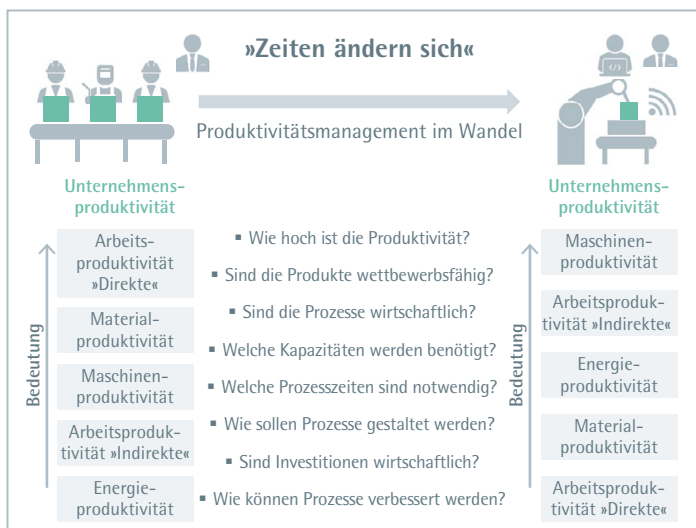 »Zeiten ändern sich«
Produktivitätsmanagement im Wandel
Unternehmens-
produktivität
Bedeutung
Arbeits-
produktivität
»Direkte«
Material-
produktivität
Maschinen-
produktivität
Arbeitsproduk-
tivität »Indirekte«
Energie-
produktivität
▪ Wie hoch ist die Produktivität?
▪ Sind die Produkte wettbewerbsfähig?
▪ Sind die Prozesse wirtschaftlich?
▪ Welche Kapazitäten werden benötigt?
▪ Welche Prozesszeiten sind notwendig?
▪ Wie sollen Prozesse gestaltet werden?
▪ Sind Investitionen wirtschaftlich?
▪ Wie können Prozesse verbessert werden?
</>
Unternehmens-
produktivität
Bedeutung
Maschinen-
produktivität
Arbeitsproduk-
tivität »Indirekte«
Energie-
produktivität
Material-
produktivität
Arbeitsproduk-
tivität »Direkte«